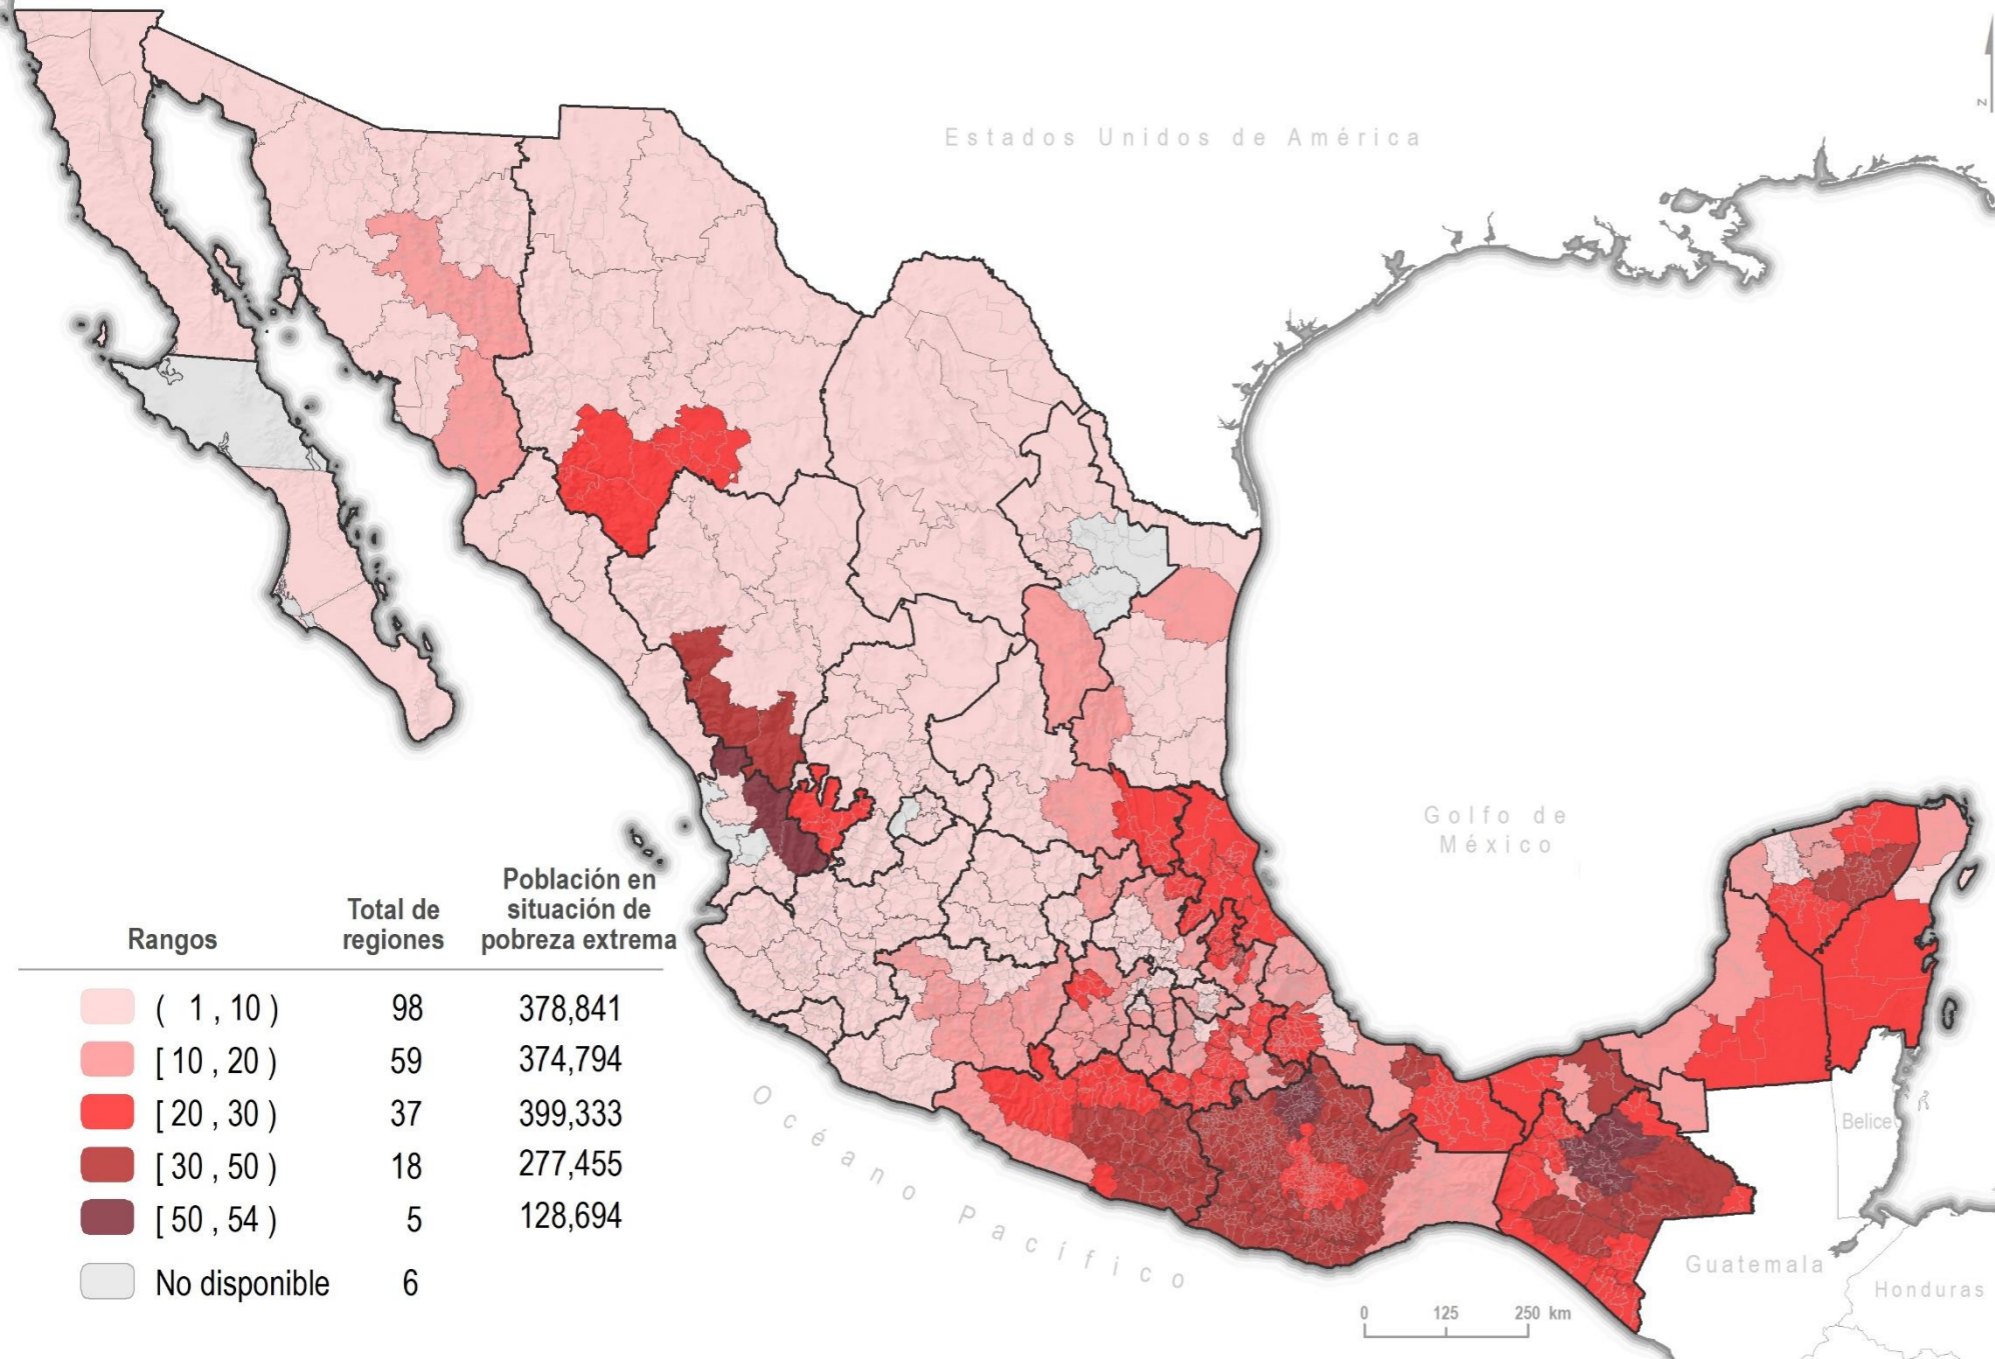 Estados Unidos de América
N
Golfo de
México
Océano Pacífico
Belice
Guatemala
Honduras
0 125 250 km
Rangos
Total de
regiones
Población en
situación de
pobreza extrema
( 1 , 10 ) 98 378,841
[ 10 , 20 ) 59 374,794
[ 20 , 30 ) 37 399,333
[ 30 , 50 ) 18 277,455
[ 50 , 54 ) 5 128,694
No disponible 6